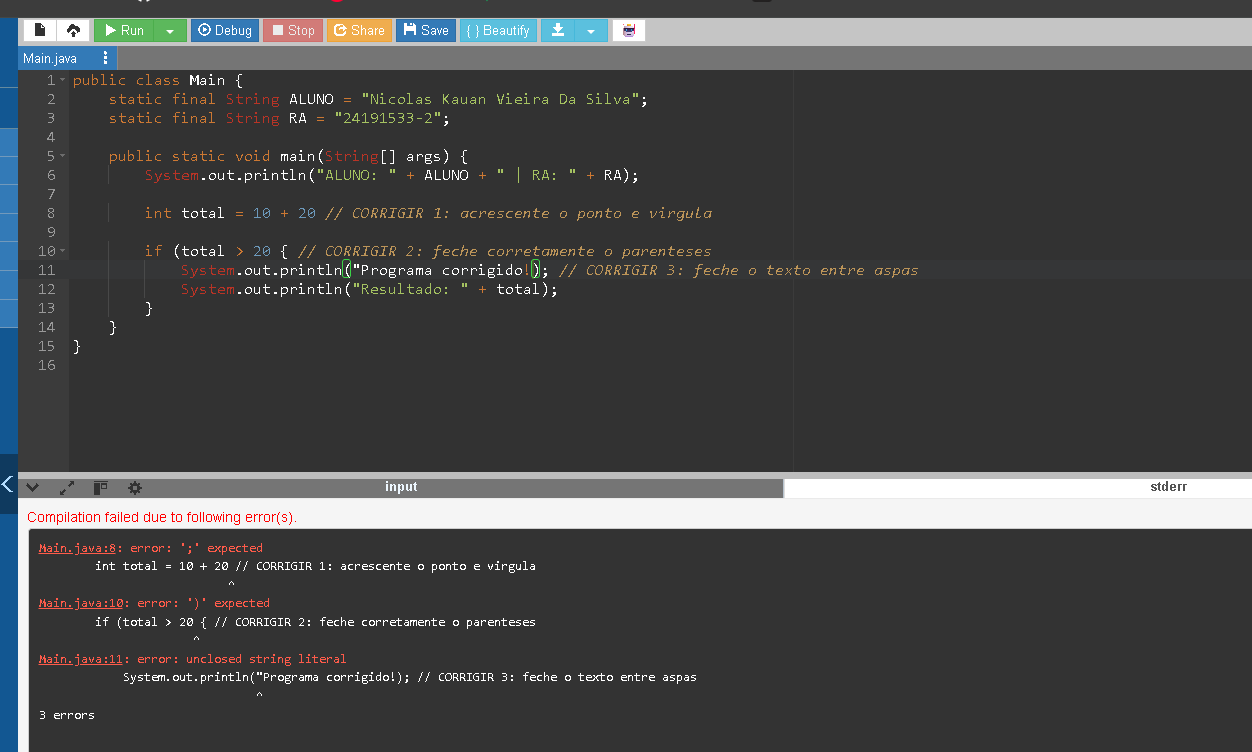 Run Debug Stop Share Save { } Beautify
Main.java
1 public class Main {
2 static final String ALUNO = "Nicolas Kauan Vieira Da Silva";
3 static final String RA = "24191533-2";
4
5 public static void main(String[] args) {
6 System.out.println("ALUNO: " + ALUNO + " | RA: " + RA);
7
8 int total = 10 + 20 // CORRIGIR 1: acrescente o ponto e virgula
9
10 if (total > 20 { // CORRIGIR 2: feche corretamente o parenteses
11 System.out.println("Programa corrigido!); // CORRIGIR 3: feche o texto entre aspas
12 System.out.println("Resultado: " + total);
13 }
14 }
15 }
16
input stderr
Compilation failed due to following error(s).
Main.java:8: error: ';' expected
int total = 10 + 20 // CORRIGIR 1: acrescente o ponto e virgula
^
Main.java:10: error: ')' expected
if (total > 20 { // CORRIGIR 2: feche corretamente o parenteses
^
Main.java:11: error: unclosed string literal
System.out.println("Programa corrigido!); // CORRIGIR 3: feche o texto entre aspas
^
3 errors